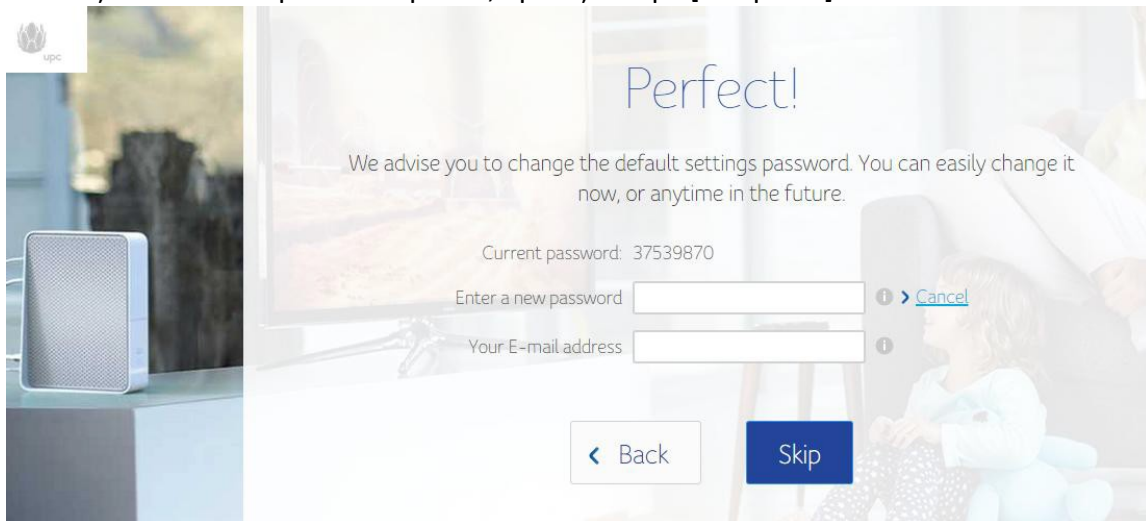 upc
Perfect!
We advise you to change the default settings password. You can easily change it
now, or anytime in the future.
Current password: 37539870
Enter a new password
Cancel
Your E-mail address
Back
Skip